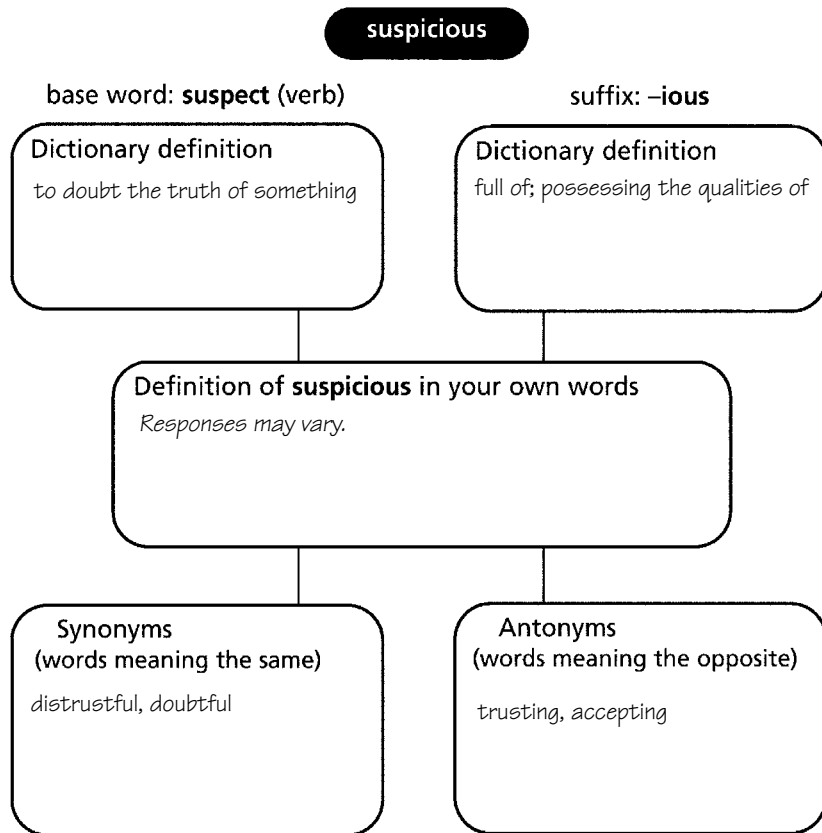 suspicious
base word: suspect (verb)
suffix: –ious
Dictionary definition
to doubt the truth of something
Dictionary definition
full of; possessing the qualities of
Definition of suspicious in your own words
Responses may vary.
Synonyms
(words meaning the same)
distrustful, doubtful
Antonyms
(words meaning the opposite)
trusting, accepting